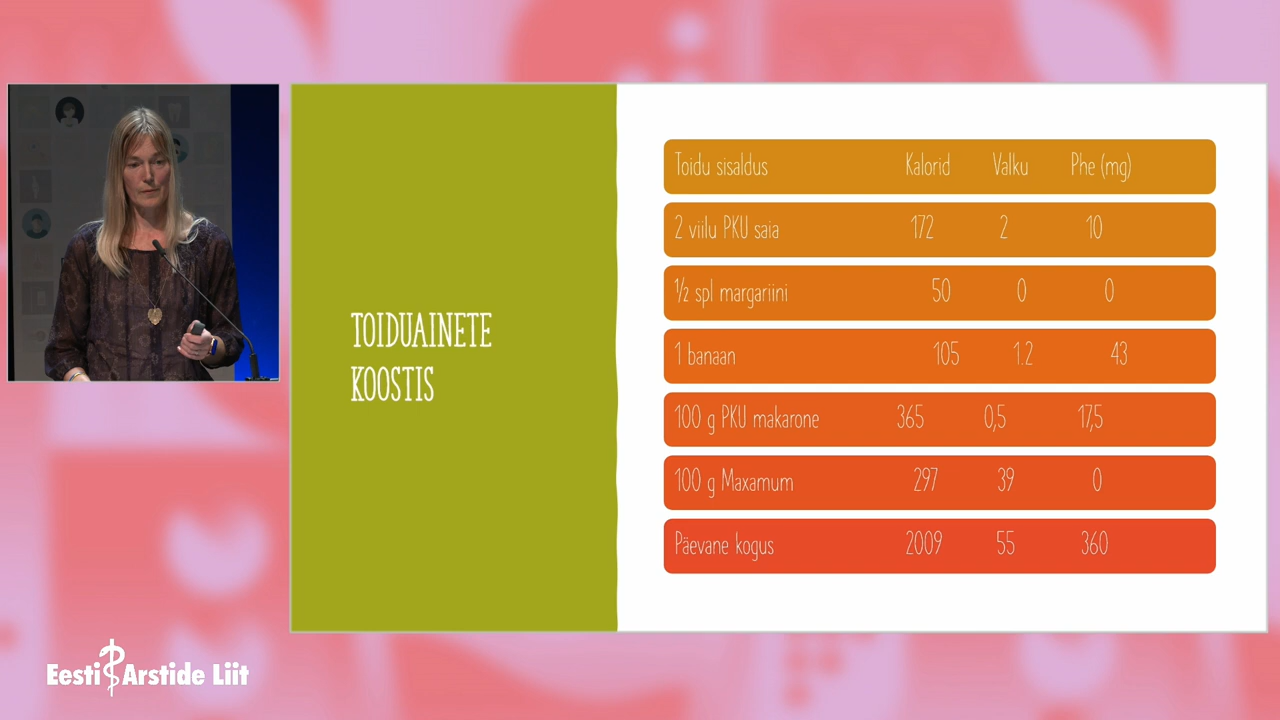 TOIDUAINETE
KOOSTIS
Toidu sisaldus Kalorid Valku Phe (mg)
2 viilu PKU saia 172 2 10
½ spl margariini 50 0 0
1 banaan 105 1.2 43
100 g PKU makarone 365 0,5 17,5
100 g Maxamum 297 39 0
Päevane kogus 2009 55 360
Eesti Arstide Liit